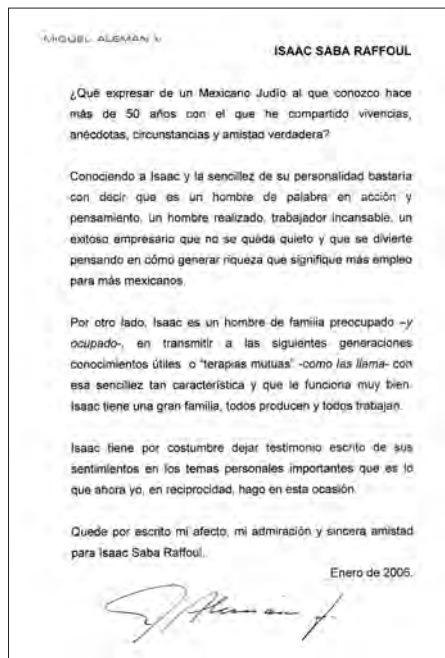 MIGUEL ALEMAN V.
ISAAC SABA RAFFOUL
¿Qué expresar de un Mexicano Judío al que conozco hace
más de 50 años con el que he compartido vivencias,
anécdotas, circunstancias y amistad verdadera?
Conociendo a Isaac y la sencillez de su personalidad bastaría
con decir que es un hombre de palabra en acción y
pensamiento, un hombre realizado, trabajador incansable, un
exitoso empresario que no se queda quieto y que se divierte
pensando en cómo generar riqueza que signifique más empleo
para más mexicanos.
Por otro lado, Isaac es un hombre de familia preocupado –y
ocupado-, en transmitir a las siguientes generaciones
conocimientos útiles o "terapias mutuas" -como las llama- con
esa sencillez tan característica y que le funciona muy bien.
Isaac tiene una gran familia, todos producen y todos trabajan.
Isaac tiene por costumbre dejar testimonio escrito de sus
sentimientos en los temas personales importantes que es lo
que ahora yo, en reciprocidad, hago en esta ocasión.
Quede por escrito mi afecto, mi admiración y sincera amistad
para Isaac Saba Raffoul.
Enero de 2006.
Aleman